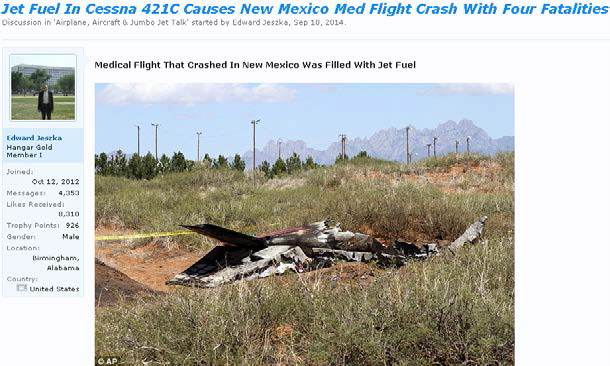 Jet Fuel In Cessna 421C Causes New Mexico Med Flight Crash With Four Fatalities
Discussion in 'Airplane, Aircraft & Jumbo Jet Talk' started by Edward Jeszka, Sep 10, 2014.
Medical Flight That Crashed In New Mexico Was Filled With Jet Fuel
Edward Jeszka
Hangar Gold
Member I
Joined:
Oct 12, 2012
Messages: 4,353
Likes Received:
8,310
Trophy Points: 926
Gender: Male
Location:
Birmingham,
Alabama
Country:
United States
© AP